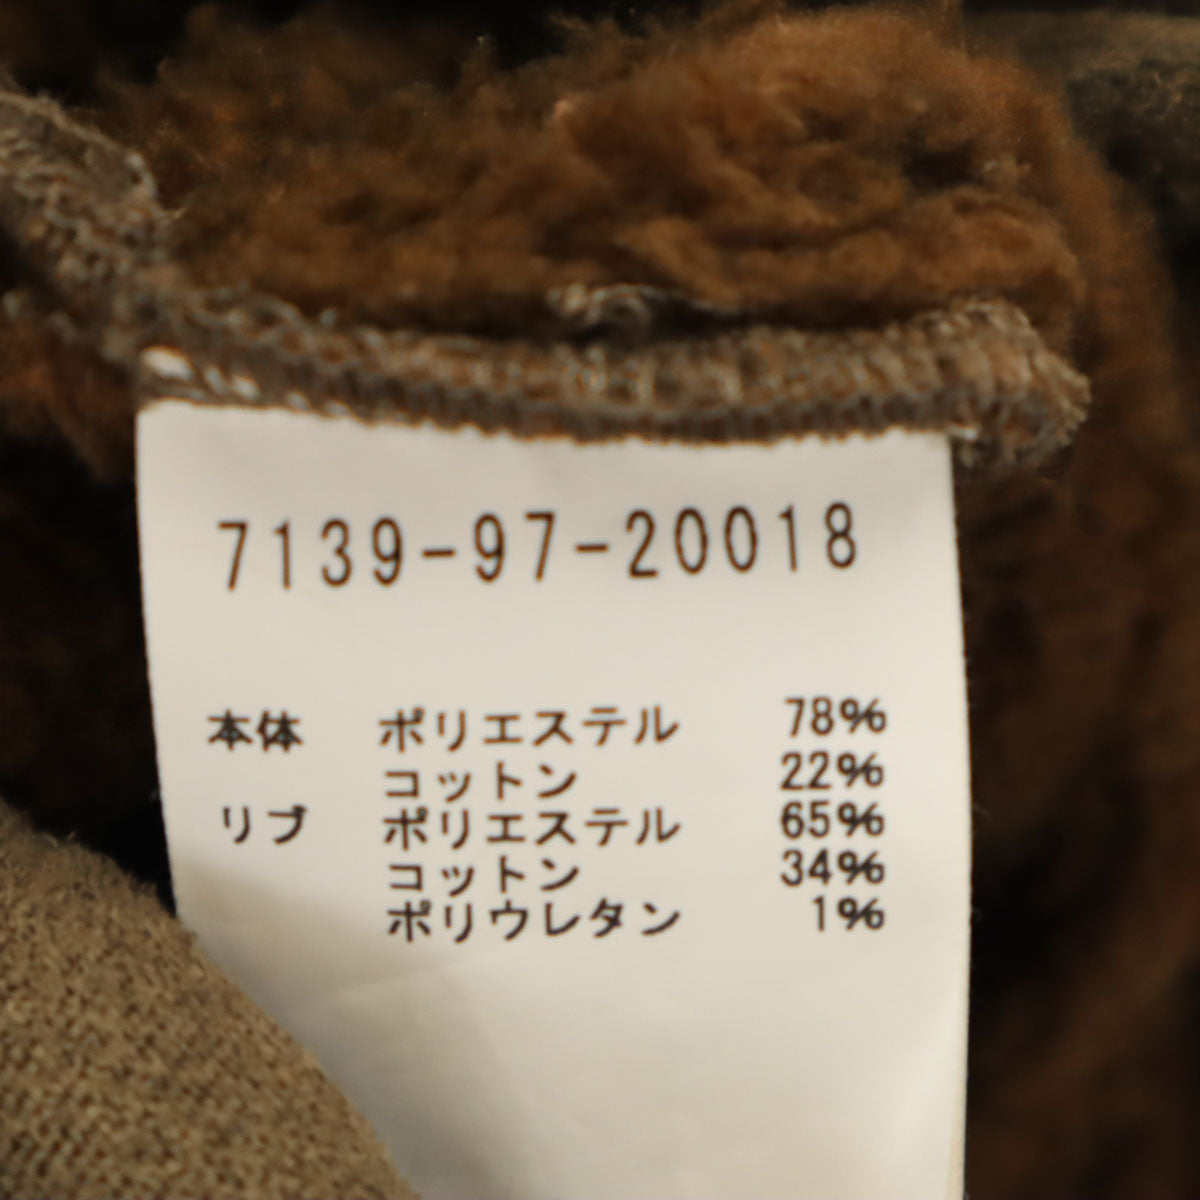 7139-97-20018
本体 ポリエステル 78%
コットン 22%
リブ ポリエステル 65%
コットン 34%
ポリウレタン 1%